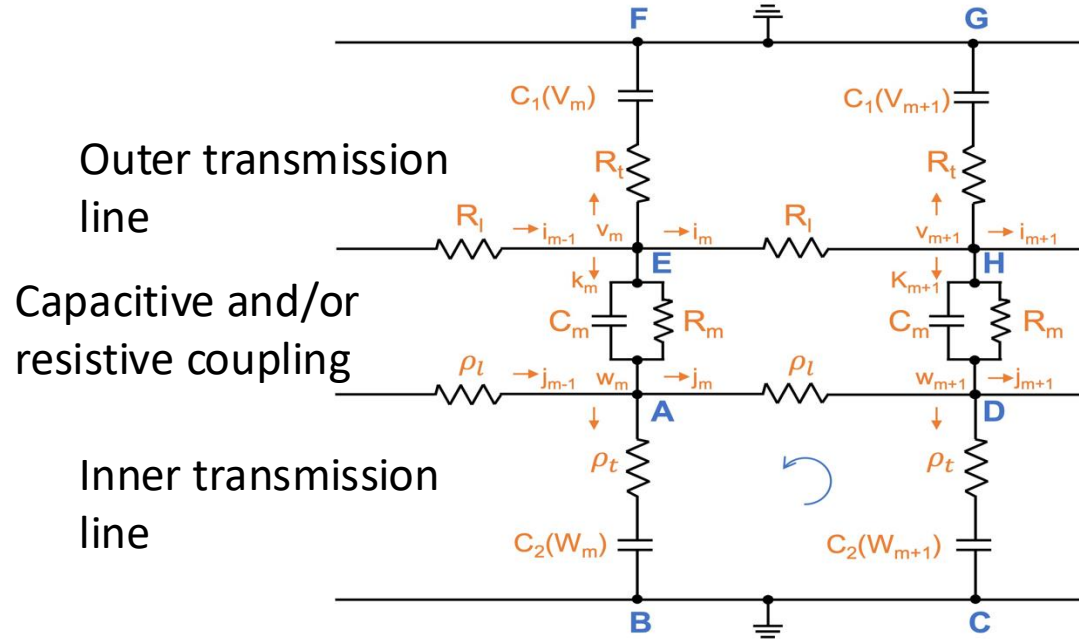 F G
C₁(Vₘ) C₁(Vₘ₊₁)
Outer transmission
line
Rₜ Rₜ
Rₗ →iₘ₋₁ vₘ →iₘ Rₗ vₘ₊₁ →iₘ₊₁
E H
kₘ Kₘ₊₁
Capacitive and/or
resistive coupling
Cₘ Rₘ Cₘ Rₘ
ρₗ →jₘ₋₁ wₘ →jₘ ρₗ wₘ₊₁ →jₘ₊₁
A D
Inner transmission
line
ρₜ ρₜ
C₂(Wₘ) C₂(Wₘ₊₁)
B C